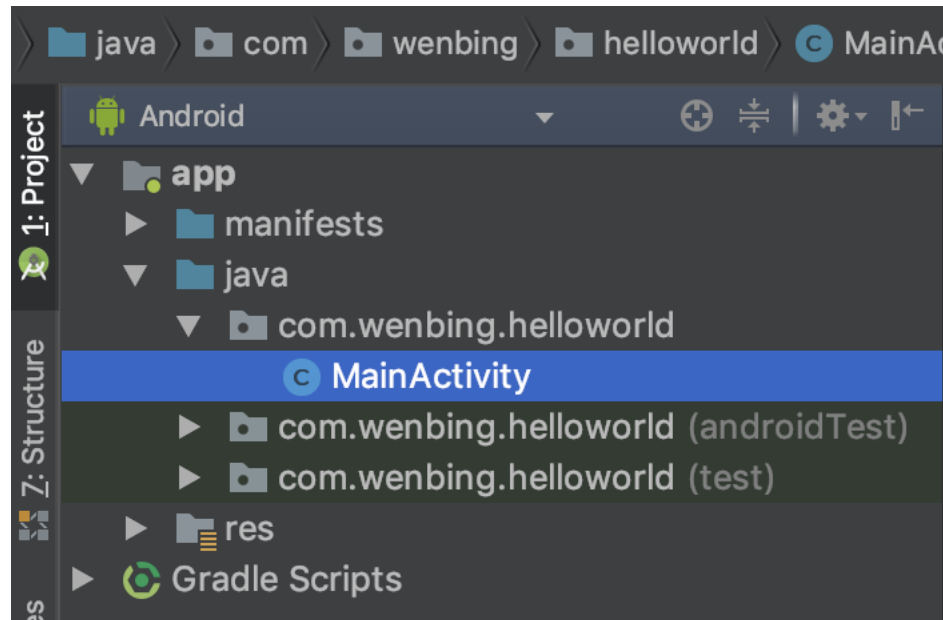 java com wenbing helloworld C MainAc
Android
1: Project
app
manifests
java
com.wenbing.helloworld
C MainActivity
com.wenbing.helloworld (androidTest)
com.wenbing.helloworld (test)
res
Gradle Scripts
Z: Structure
es